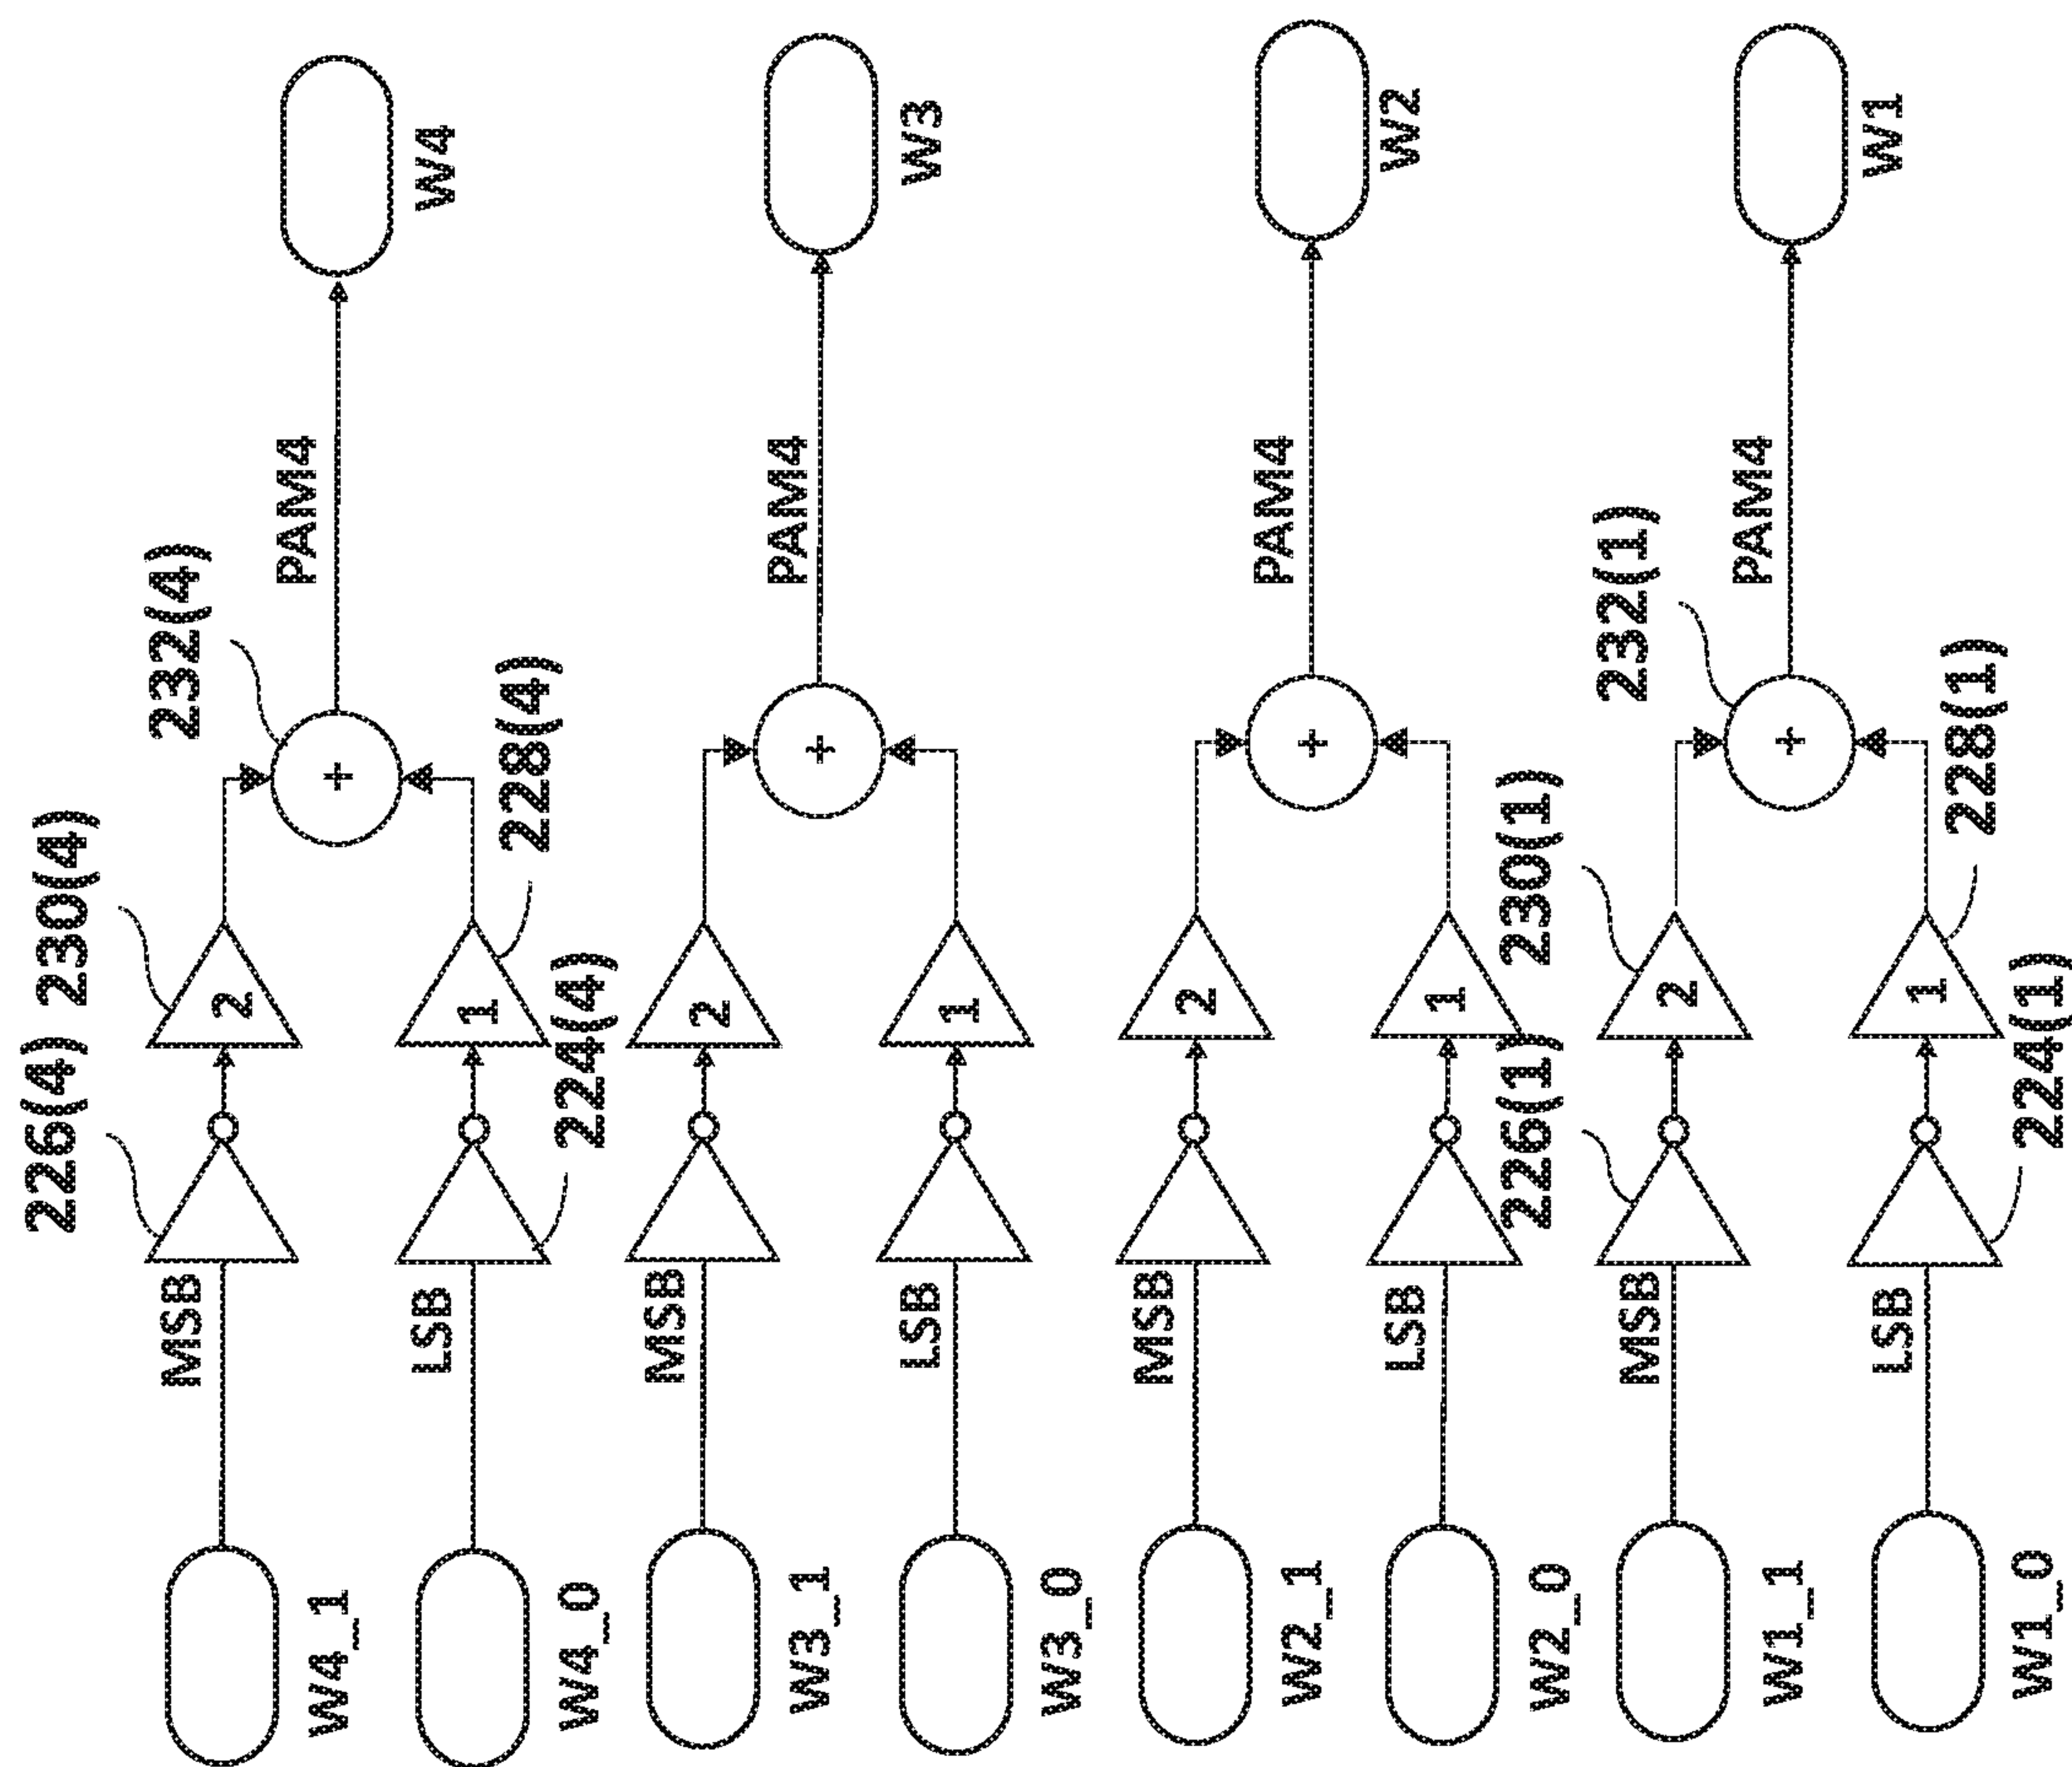 W4_1
MSB
226(4)
230(4)
2
232(4)
+
PAM4
W4
W4_0
LSB
224(4)
1
228(4)
W3_1
MSB
2
+
PAM4
W3
W3_0
LSB
1
W2_1
MSB
2
+
PAM4
W2
W2_0
LSB
1
W1_1
MSB
226(1)
230(1)
2
232(1)
+
PAM4
W1
W1_0
LSB
224(1)
1
228(1)